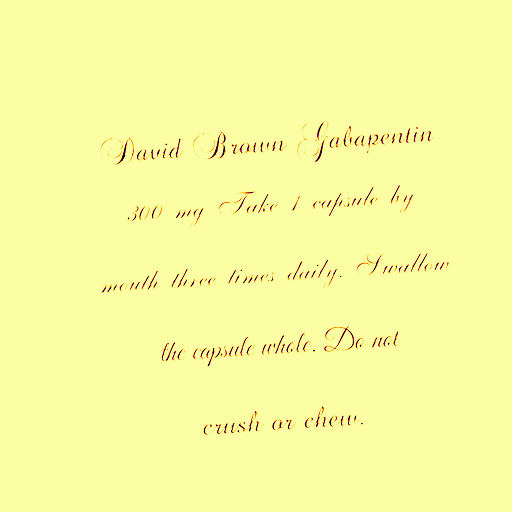 David Brown Gabapentin
300 mg Take 1 capsule by
mouth three times daily. Swallow
the capsule whole. Do not
crush or chew.